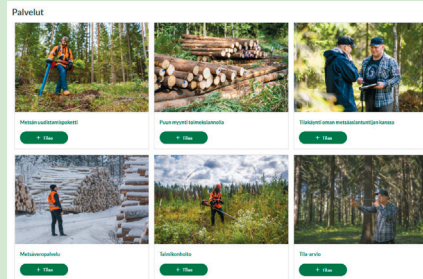 Palvelut
Metsän uudistamispaketti
Puun myynti toimeksiannolla
Tilakäynti oman metsäasiantuntijan kanssa
+ Tilaa
+ Tilaa
+ Tilaa
Metsäveropalvelu
Taimikonhoito
Tila-arvio
+ Tilaa
+ Tilaa
+ Tilaa